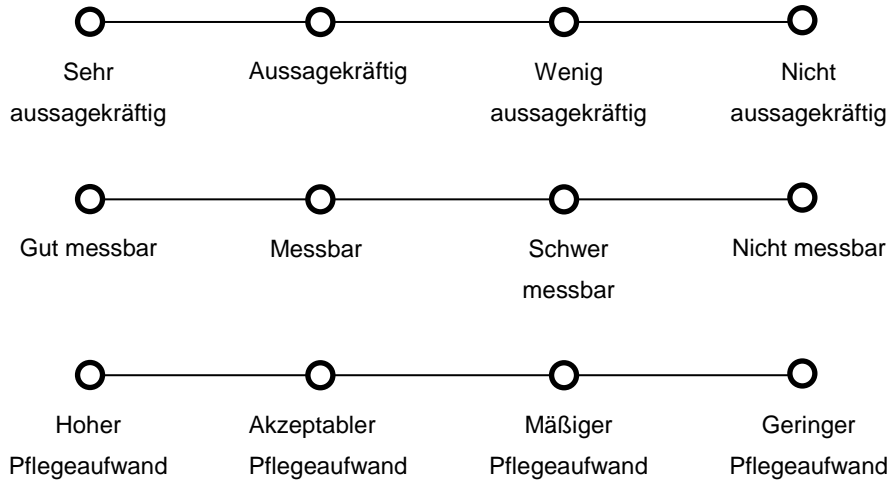 Sehr Aussagekräftig Wenig Nicht
aussagekräftig aussagekräftig aussagekräftig
Gut messbar Messbar Schwer Nicht messbar
messbar
Hoher Akzeptabler Mäßiger Geringer
Pflegeaufwand Pflegeaufwand Pflegeaufwand Pflegeaufwand